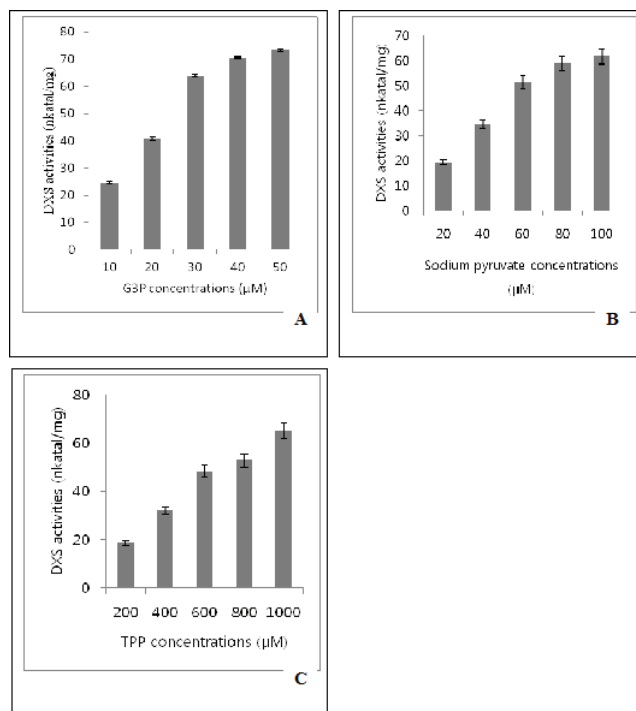 80
70
60
50
40
30
20
10
0
DXS activities (nkatal/mg)
10 20 30 40 50
G3P concentrations (µM)
A
70
60
50
40
30
20
10
0
DXS activities (nkatal/mg)
20 40 60 80 100
Sodium pyruvate concentrations
(µM)
B
80
60
40
20
0
DXS activities (nkatal/mg)
200 400 600 800 1000
TPP concentrations (µM)
C